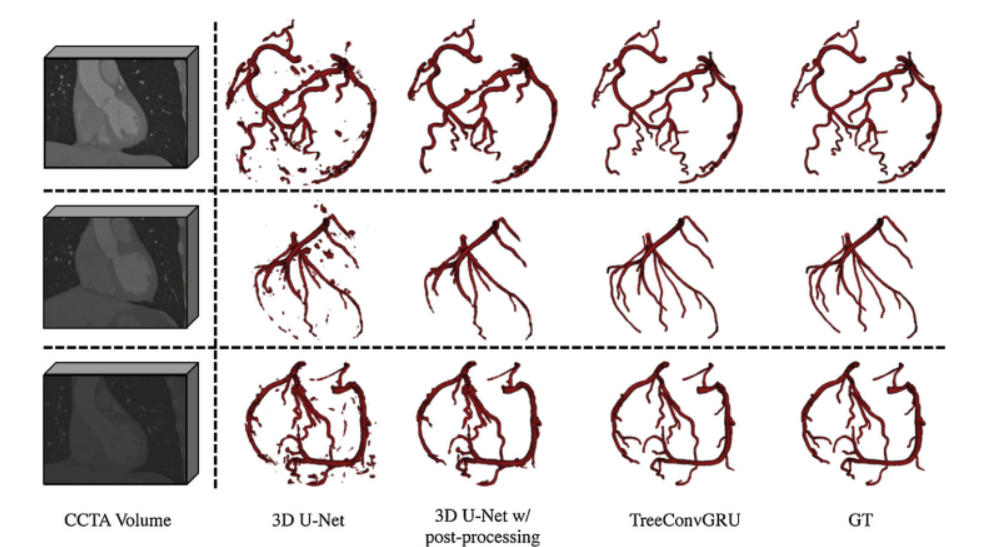 CCTA Volume
3D U-Net
3D U-Net w/
post-processing
TreeConvGRU
GT